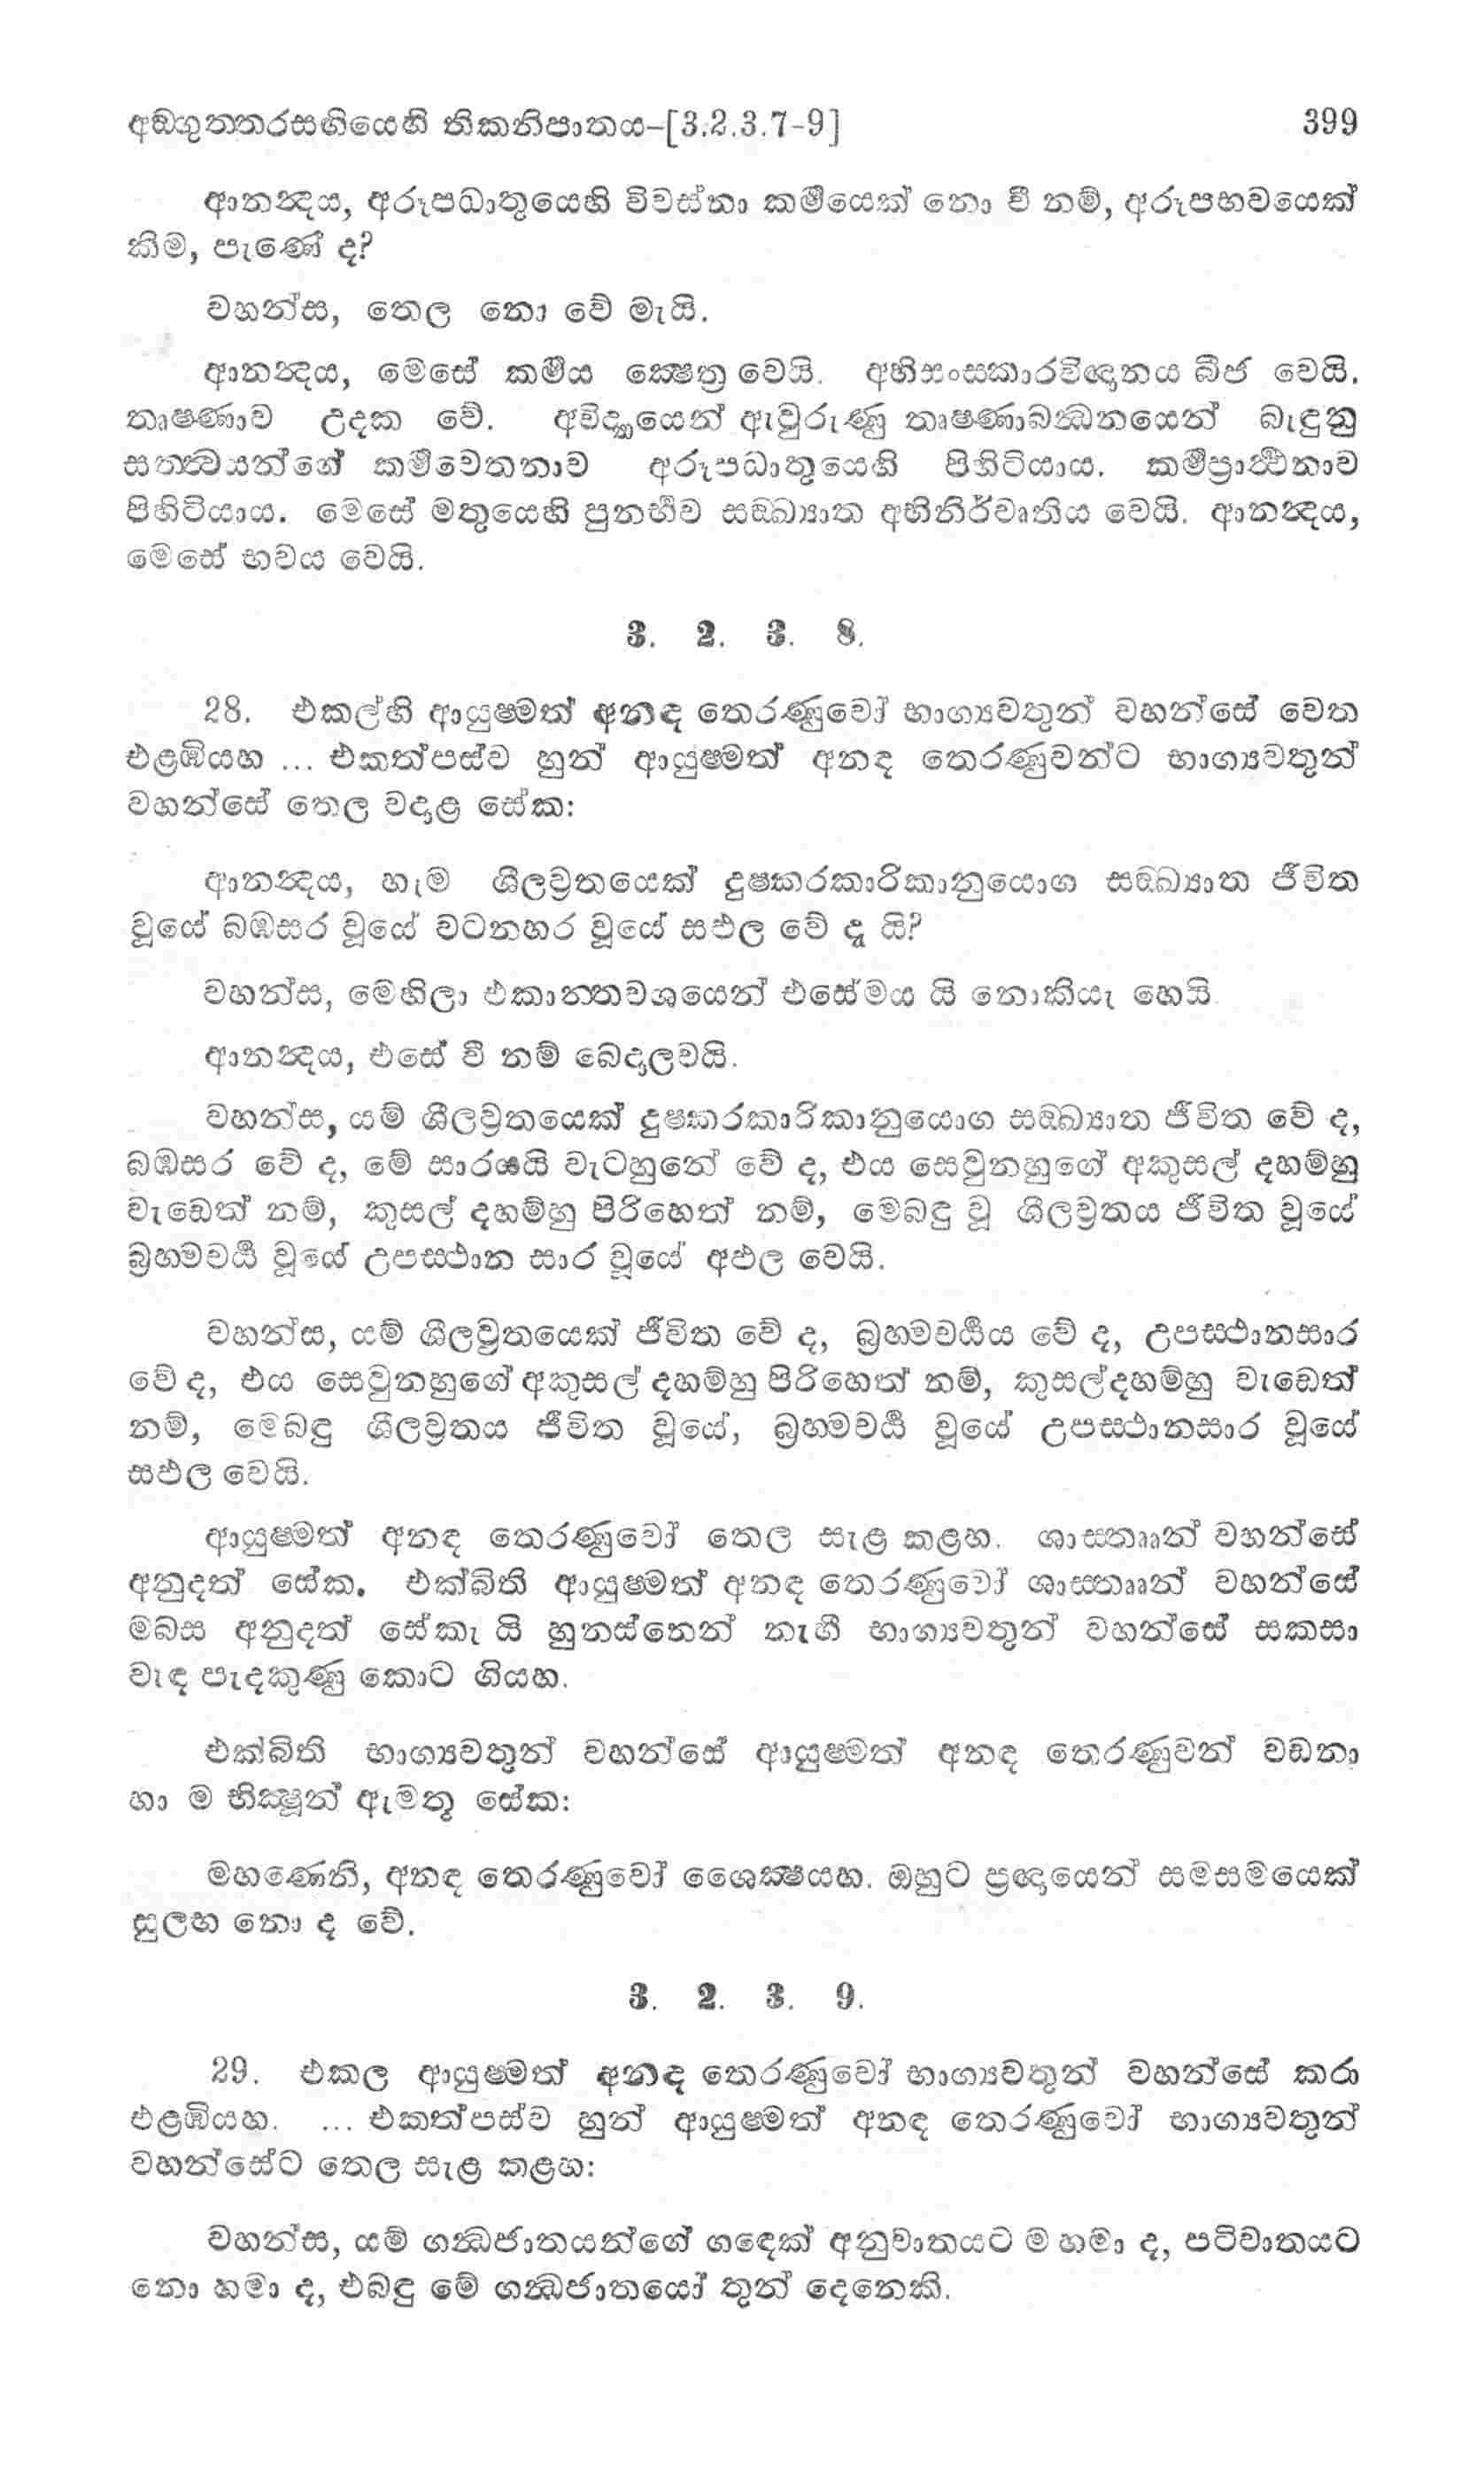 අඞ්ගුත්තරසඟියෙහි තිකනිපාතය–[3.2.3.7-9] 399
ආනන්‍දය, අරූපධාතුයෙහි විවස්නා කර්‍මයෙක් නො වී නම්, අරූපභවයෙක්
කිම, පැණේ ද?
වහන්ස, තෙල නො වේ මැයි.
ආනන්‍දය, මෙසේ කර්‍මය ක්‍ෂෙත්‍ර වෙයි. අභිසංස්කාරවිඥානය බීජ වෙයි.
තෘෂ්ණාව උදක වේ. අවිද්‍යායෙන් ඇවුරුණු තෘෂ්ණාබන්‍ධනයෙන් බැඳුනු
සත්ත්‍වයන්ගේ කර්‍මචෙතනාව අරූපධාතුයෙහි පිහිටියාය. කර්‍මප්‍රාර්‍ත්‍ථනාව
පිහිටියාය. මෙසේ මතුයෙහි පුනර්‍භව සඞ්ඛ්‍යාත අභිනිර්වෘතිය වෙයි. ආනන්‍දය,
මෙසේ භවය වෙයි.
3. 2. 3. 8.
28. එකල්හි ආයුෂ්මත් අනඳ තෙරණුවෝ භාග්‍යවතුන් වහන්සේ වෙත
එළඹියහ ... එකත්පස්ව හුන් ආයුෂ්මත් අනඳ තෙරණුවන්ට භාග්‍යවතුන්
වහන්සේ තෙල වදාළ සේක:
ආනන්‍දය, හැම ශීලව්‍රතයෙක් දුෂ්කරකාරිකානුයොග සඞ්ඛ්‍යාත ජීවිත
වූයේ බඹසර වූයේ වටනහර වූයේ සඵල වේ දැ යි?
වහන්ස, මෙහිලා එකාන්තවශයෙන් එසේමය යි නොකියැ හෙයි.
ආනන්‍දය, එසේ වී නම් බෙදාලවයි.
වහන්ස, යම් ශීලව්‍රතයෙක් දුෂ්කරකාරිකානුයොග සඞ්ඛ්‍යාත ජීවිත වේ ද,
බඹසර වේ ද, මේ සාරයයි වැටහුනේ වේ ද, එය සෙවුනහුගේ අකුසල් දහම්හු
වැඩෙත් නම්, කුසල් දහම්හු පිරිහෙත් නම්, මෙබඳු වූ ශීලව්‍රතය ජීවිත වූයේ
බ්‍රහ්මචර්‍ය්‍ය වූයේ උපස්ථාන සාර වූයේ අඵල වෙයි.
වහන්ස, යම් ශීලව්‍රතයෙක් ජීවිත වේ ද, බ්‍රහ්මචර්‍ය්‍යය වේ ද, උපස්ථානසාර
වේ ද, එය සෙවුනහුගේ අකුසල් දහම්හු පිරිහෙත් නම්, කුසල්දහම්හු වැඩෙත්
නම්, මෙබඳු ශීලව්‍රතය ජීවිත වූයේ, බ්‍රහ්මචර්‍ය්‍ය වූයේ උපස්ථානසාර වූයේ
සඵල වෙයි.
ආයුෂ්මත් අනඳ තෙරණුවෝ තෙල සැළ කළහ. ශාස්තෲන් වහන්සේ
අනුදත් සේක. එක්බිති ආයුෂ්මත් අනඳ තෙරණුවෝ ශාස්තෲන් වහන්සේ
මබස අනුදත් සේකැ යි හුනස්නෙන් නැගී භාග්‍යවතුන් වහන්සේ සකසා
වැඳ පැදකුණු කොට ගියහ.
එක්බිති භාග්‍යවතුන් වහන්සේ ආයුෂ්මත් අනඳ තෙරණුවන් වඩනා
හා ම භික්‍ෂූන් ඇමතූ සේක:
මහණෙනි, අනඳ තෙරණුවෝ ශෛක්‍ෂයහ. ඔහුට ප්‍රඥායෙන් සමසමයෙක්
සුලභ නො ද වේ.
3. 2. 3. 9.
29. එකල ආයුෂ්මත් අනඳ තෙරණුවෝ භාග්‍යවතුන් වහන්සේ කරා
එළඹියහ. ... එකත්පස්ව හුන් ආයුෂ්මත් අනඳ තෙරණුවෝ භාග්‍යවතුන්
වහන්සේට තෙල සැළ කළහ:
වහන්ස, යම් ගන්‍ධජාතයන්ගේ ගඳෙක් අනුවාතයට ම හමා ද, පටිවාතයට
නො හමා ද, එබඳු මේ ගන්‍ධජාතයෝ තුන් දෙනෙකි.